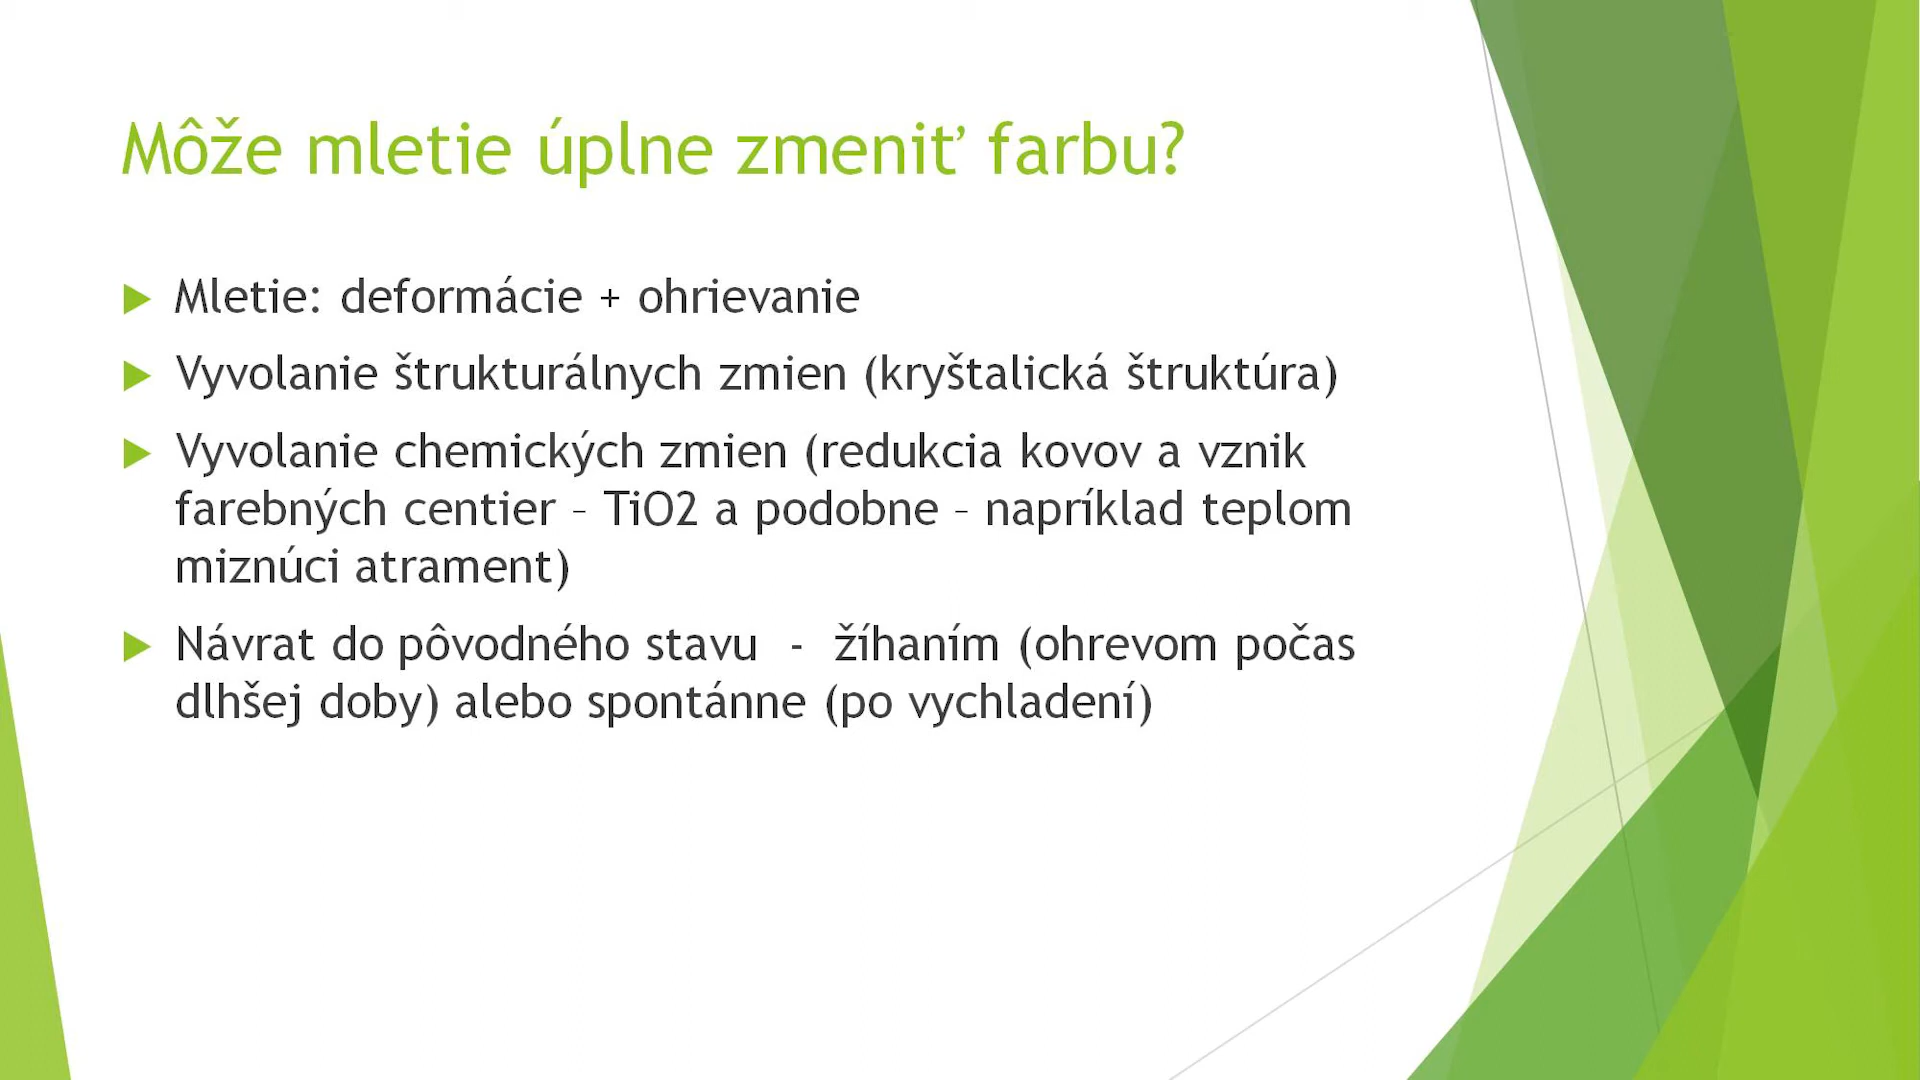 Môže mletie úplne zmeniť farbu?
Mletie: deformácie + ohrievanie
Vyvolanie štrukturálnych zmien (kryštalická štruktúra)
Vyvolanie chemických zmien (redukcia kovov a vznik
farebných centier – TiO2 a podobne – napríklad teplom
miznúci atrament)
Návrat do pôvodného stavu  -  žíhaním (ohrevom počas
dlhšej doby) alebo spontánne (po vychladení)